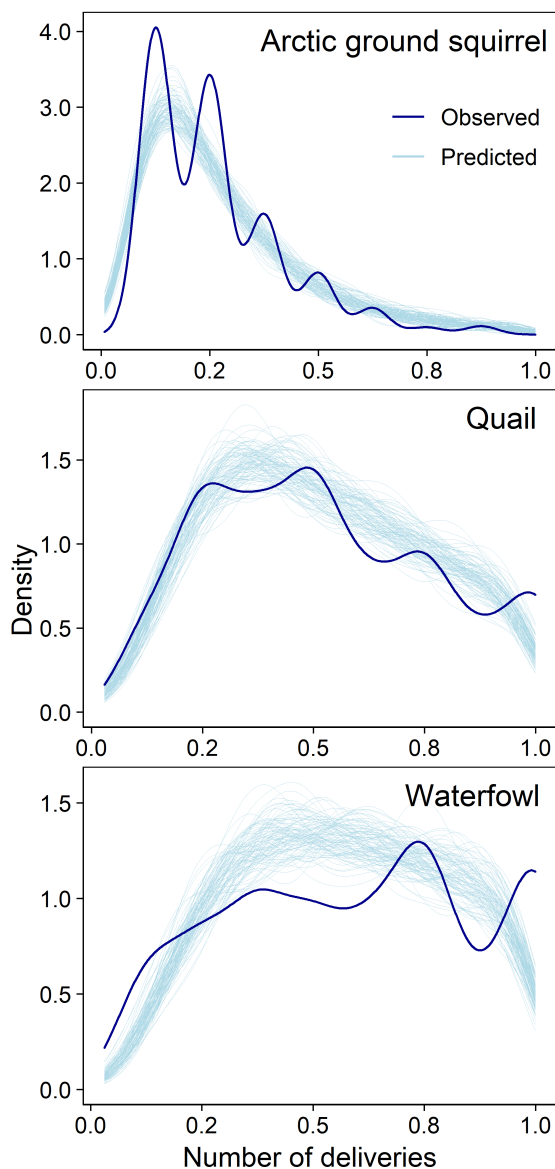 Arctic ground squirrel
Observed
Predicted
4.0
3.0
2.0
1.0
0.0
0.0 0.2 0.5 0.8 1.0
Quail
1.5
1.0
0.5
0.0
0.0 0.2 0.5 0.8 1.0
Density
Waterfowl
1.5
1.0
0.5
0.0
0.0 0.2 0.5 0.8 1.0
Number of deliveries